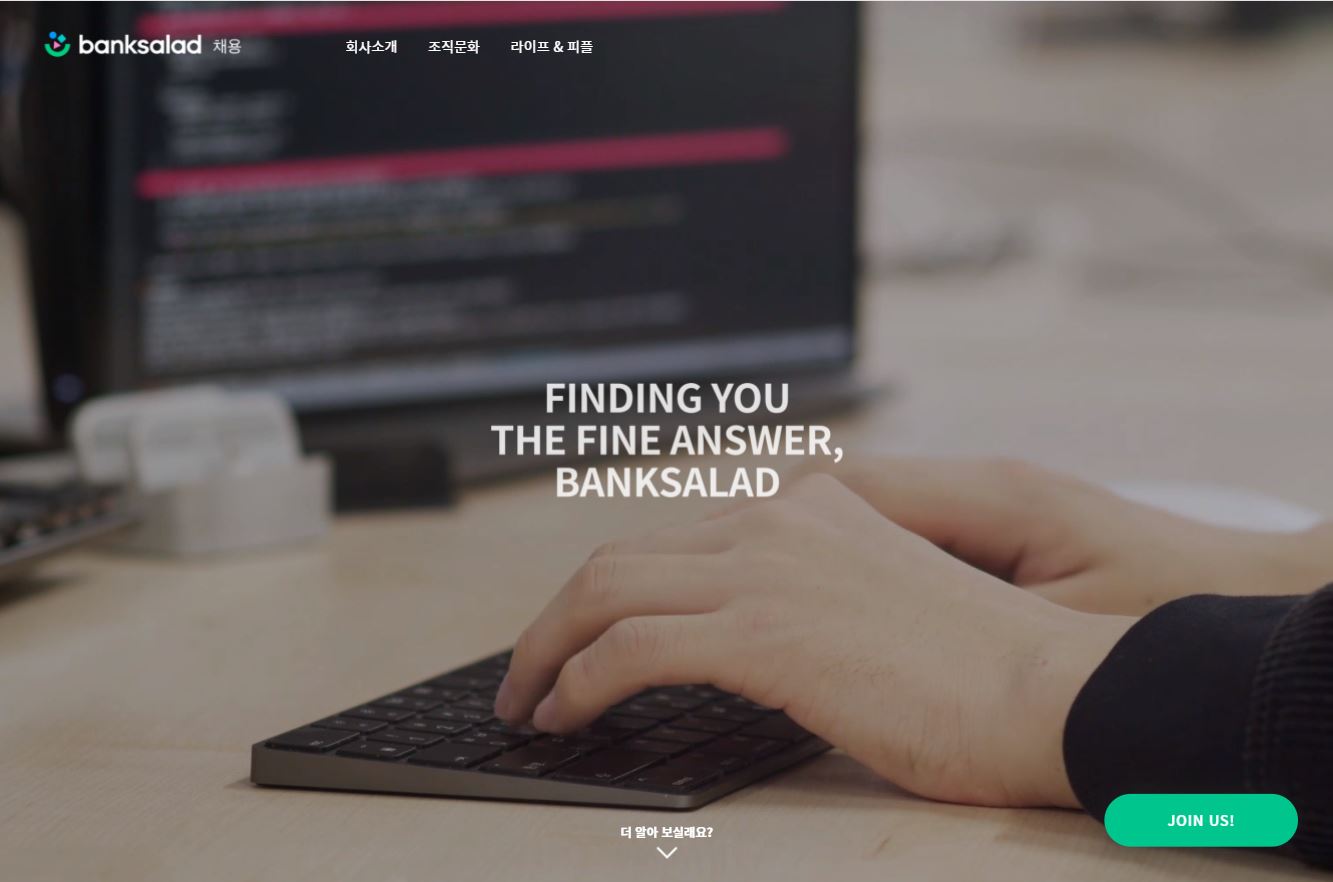 banksalad 채용
회사소개 조직문화 라이프 & 피플
FINDING YOU
THE FINE ANSWER,
BANKSALAD
더 알아 보실래요?
JOIN US!